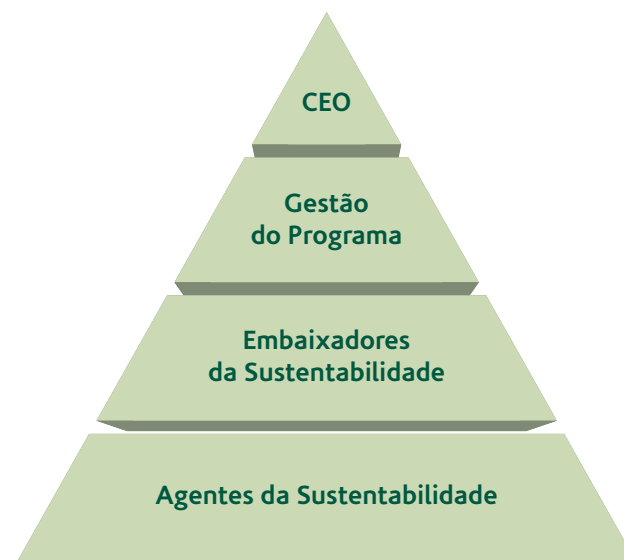 CEO
Gestão
do Programa
Embaixadores
da Sustentabilidade
Agentes da Sustentabilidade